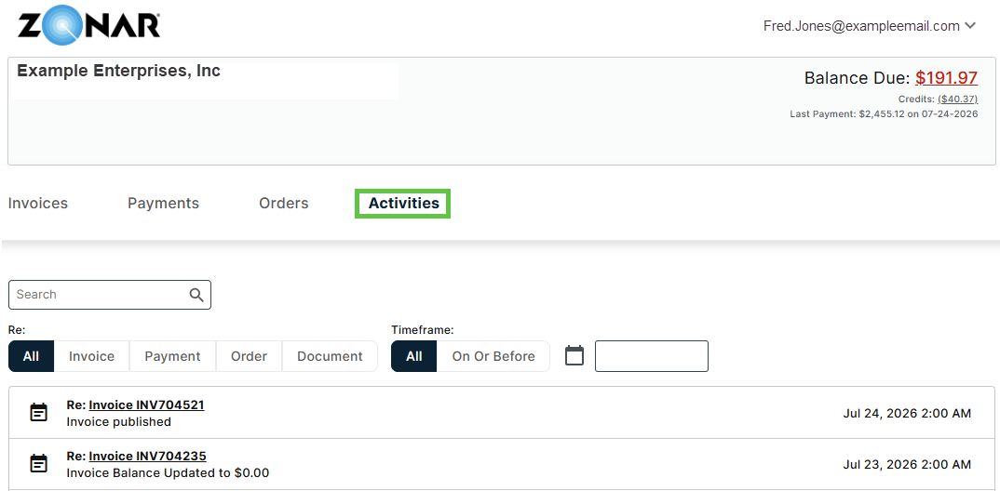 ZONAR
Fred.Jones@exampleemail.com
Example Enterprises, Inc
Balance Due: $191.97
Credits: ($40.37)
Last Payment: $2,455.12 on 07-24-2026
Invoices Payments Orders Activities
Search
Re: Timeframe:
All Invoice Payment Order Document All On Or Before
Re: Invoice INV704521
Invoice published
Jul 24, 2026 2:00 AM
Re: Invoice INV704235
Invoice Balance Updated to $0.00
Jul 23, 2026 2:00 AM